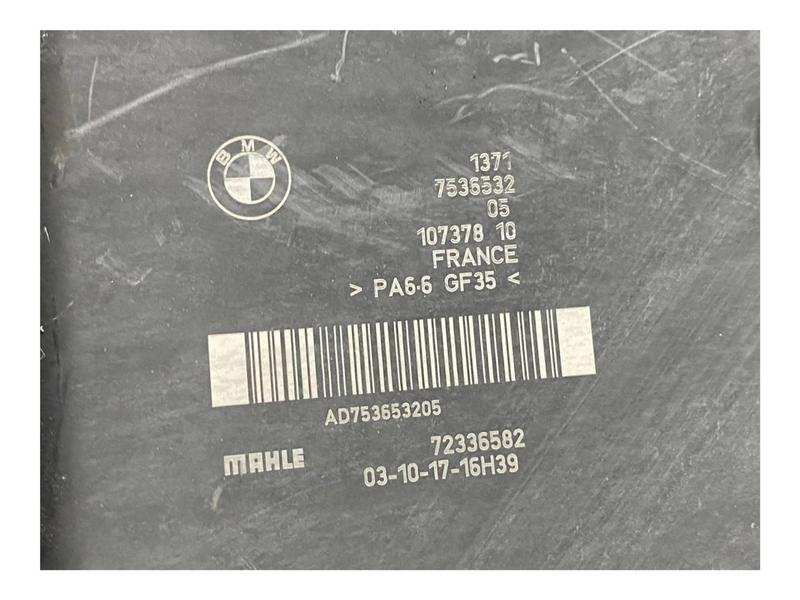 BMW
1371
7536532
05
107378 10
FRANCE
> PA6·6 GF35 <
AD753653205
MAHLE
72336582
03-10-17-16H39